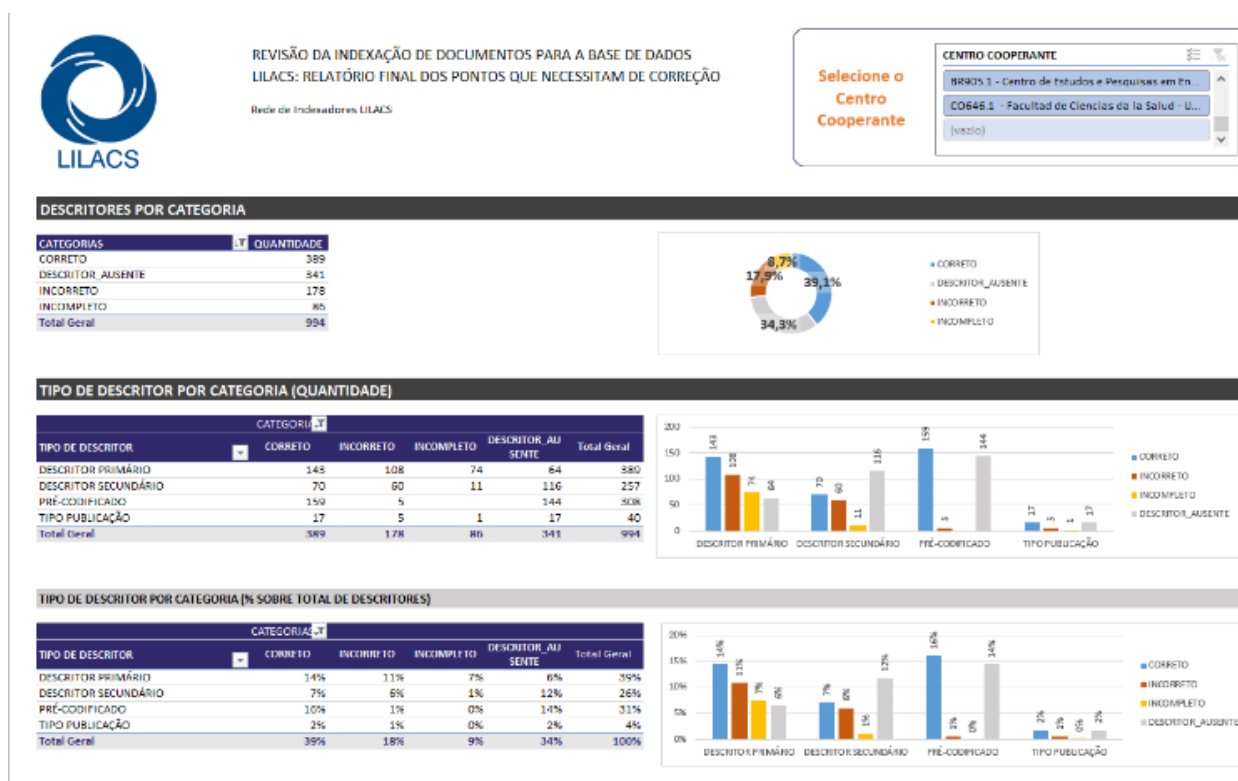 REVISÃO DA INDEXAÇÃO DE DOCUMENTOS PARA A BASE DE DADOS
LILACS: RELATÓRIO FINAL DOS PONTOS QUE NECESSITAM DE CORREÇÃO
Rede de Indexadores LILACS
LILACS
Selecione o
Centro
Cooperante
CENTRO COOPERANTE
BR905.1 - Centro de Estudos e Pesquisas em En...
CO646.1 - Facultad de Ciencias da la Salud - U...
(vazio)
DESCRITORES POR CATEGORIA
CATEGORIAS QUANTIDADE
CORRETO 389
DESCRITOR_AUSENTE 341
INCORRETO 178
INCOMPLETO 86
Total Geral 994
8,7%
17,9%
39,1%
34,3%
CORRETO
DESCRITOR_AUSENTE
INCORRETO
INCOMPLETO
TIPO DE DESCRITOR POR CATEGORIA (QUANTIDADE)
CATEGORIA
TIPO DE DESCRITOR CORRETO INCORRETO INCOMPLETO DESCRITOR_AU Total Geral
SENTE
DESCRITOR PRIMÁRIO 143 108 74 64 389
DESCRITOR SECUNDÁRIO 70 60 11 116 257
PRÉ-CODIFICADO 159 5 144 308
TIPO PUBLICAÇÃO 17 5 1 17 40
Total Geral 389 178 86 341 994
200
150
100
50
0
143 108 74 64 70 60 11 116 159 5 144 17 5 1 17
DESCRITOR PRIMÁRIO DESCRITOR SECUNDÁRIO PRÉ-CODIFICADO TIPO PUBLICAÇÃO
CORRETO
INCORRETO
INCOMPLETO
DESCRITOR_AUSENTE
TIPO DE DESCRITOR POR CATEGORIA (% SOBRE TOTAL DE DESCRITORES)
CATEGORIAS
TIPO DE DESCRITOR CORRETO INCORRETO INCOMPLETO DESCRITOR_AU Total Geral
SENTE
DESCRITOR PRIMÁRIO 14% 11% 7% 6% 39%
DESCRITOR SECUNDÁRIO 7% 6% 1% 12% 26%
PRÉ-CODIFICADO 16% 1% 0% 14% 31%
TIPO PUBLICAÇÃO 2% 1% 0% 2% 4%
Total Geral 39% 18% 9% 34% 100%
20%
15%
10%
5%
0%
14% 11% 7% 6% 7% 6% 1% 12% 16% 1% 0% 14% 2% 1% 0% 2%
DESCRITOR PRIMÁRIO DESCRITOR SECUNDÁRIO PRÉ-CODIFICADO TIPO PUBLICAÇÃO
CORRETO
INCORRETO
INCOMPLETO
DESCRITOR_AUSENTE